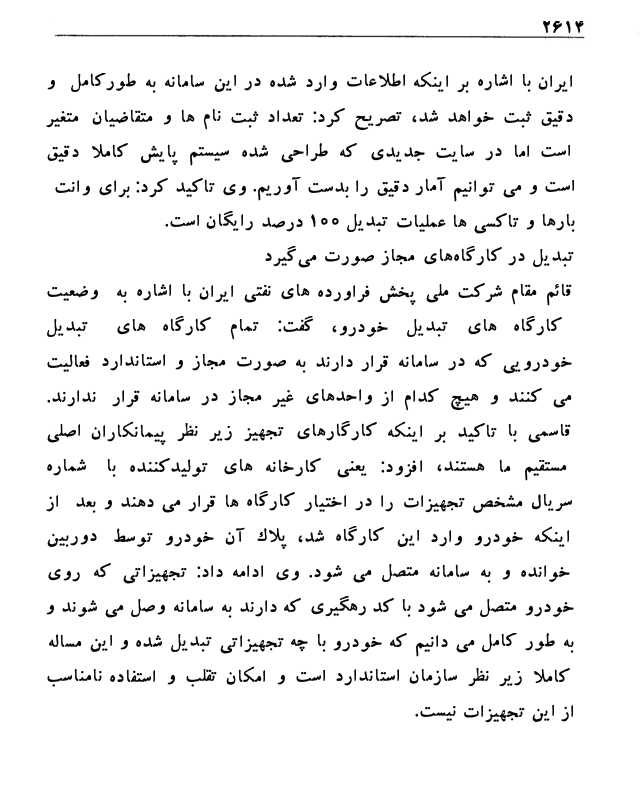 ۲۶۱۴
ایران با اشاره بر اینکه اطلاعات وارد شده در این سامانه به طورکامل و
دقیق ثبت خواهد شد، تصریح کرد: تعداد ثبت نام ها و متقاضیان متغیر
است اما در سایت جدیدی که طراحی شده سیستم پایش کاملا دقیق
است و می توانیم آمار دقیق را بدست آوریم. وی تاکید کرد: برای وانت
بارها و تاکسی ها عملیات تبدیل ۱۰۰ درصد رایگان است.
تبدیل در کارگاه‌های مجاز صورت می‌گیرد
قائم مقام شرکت ملی پخش فراورده های نفتی ایران با اشاره به وضعیت
کارگاه های تبدیل خودرو، گفت: تمام کارگاه های تبدیل
خودرویی که در سامانه قرار دارند به صورت مجاز و استاندارد فعالیت
می کنند و هیچ کدام از واحدهای غیر مجاز در سامانه قرار ندارند.
قاسمی با تاکید بر اینکه کارگارهای تجهیز زیر نظر پیمانکاران اصلی
مستقیم ما هستند، افزود: یعنی کارخانه های تولیدکننده با شماره
سریال مشخص تجهیزات را در اختیار کارگاه ها قرار می دهند و بعد از
اینکه خودرو وارد این کارگاه شد، پلاك آن خودرو توسط دوربین
خوانده و به سامانه متصل می شود. وی ادامه داد: تجهیزاتی که روی
خودرو متصل می شود با کد رهگیری که دارند به سامانه وصل می شوند و
به طور کامل می دانیم که خودرو با چه تجهیزاتی تبدیل شده و این مساله
کاملا زیر نظر سازمان استاندارد است و امکان تقلب و استفاده نامناسب
از این تجهیزات نیست.